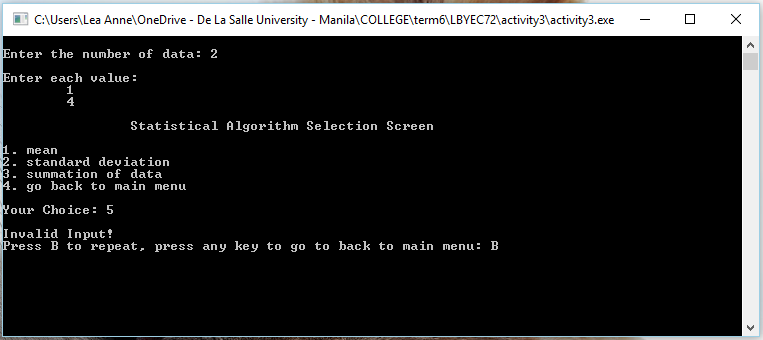 C:\Users\Lea Anne\OneDrive - De La Salle University - Manila\COLLEGE\term6\LBYEC72\activity3\activity3.exe
Enter the number of data: 2
Enter each value:
1
4
Statistical Algorithm Selection Screen
1. mean
2. standard deviation
3. summation of data
4. go back to main menu
Your Choice: 5
Invalid Input!
Press B to repeat, press any key to go to back to main menu: B